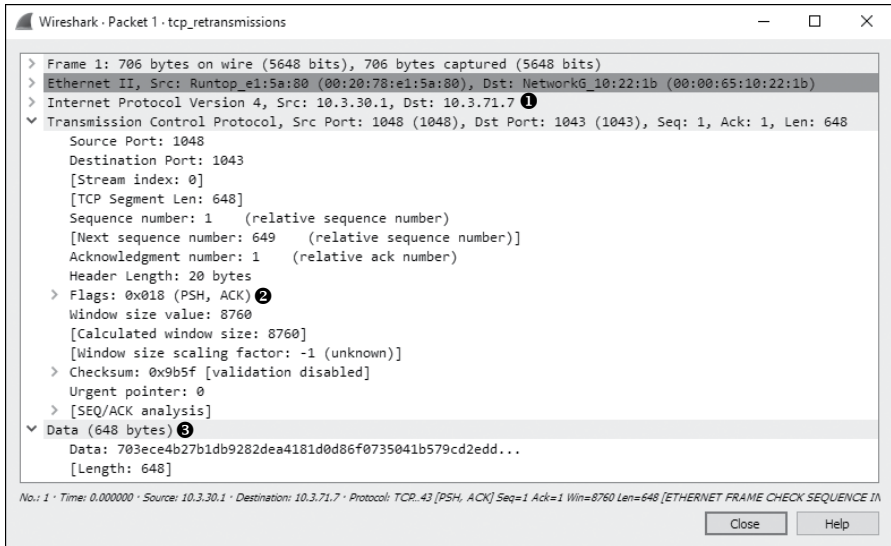 Wireshark · Packet 1 · tcp_retransmissions
> Frame 1: 706 bytes on wire (5648 bits), 706 bytes captured (5648 bits)
> Ethernet II, Src: Runtop_e1:5a:80 (00:20:78:e1:5a:80), Dst: NetworkG_10:22:1b (00:00:65:10:22:1b)
> Internet Protocol Version 4, Src: 10.3.30.1, Dst: 10.3.71.7 ❶
Transmission Control Protocol, Src Port: 1048 (1048), Dst Port: 1043 (1043), Seq: 1, Ack: 1, Len: 648
Source Port: 1048
Destination Port: 1043
[Stream index: 0]
[TCP Segment Len: 648]
Sequence number: 1 (relative sequence number)
[Next sequence number: 649 (relative sequence number)]
Acknowledgment number: 1 (relative ack number)
Header Length: 20 bytes
> Flags: 0x018 (PSH, ACK) ❷
Window size value: 8760
[Calculated window size: 8760]
[Window size scaling factor: -1 (unknown)]
> Checksum: 0x9b5f [validation disabled]
Urgent pointer: 0
> [SEQ/ACK analysis]
Data (648 bytes) ❸
Data: 703ece4b27b1db9282dea4181d0d86f0735041b579cd2edd...
[Length: 648]
No.: 1 · Time: 0.000000 · Source: 10.3.30.1 · Destination: 10.3.71.7 · Protocol: TCP...43 [PSH, ACK] Seq=1 Ack=1 Win=8760 Len=648 [ETHERNET FRAME CHECK SEQUENCE IN
Close
Help